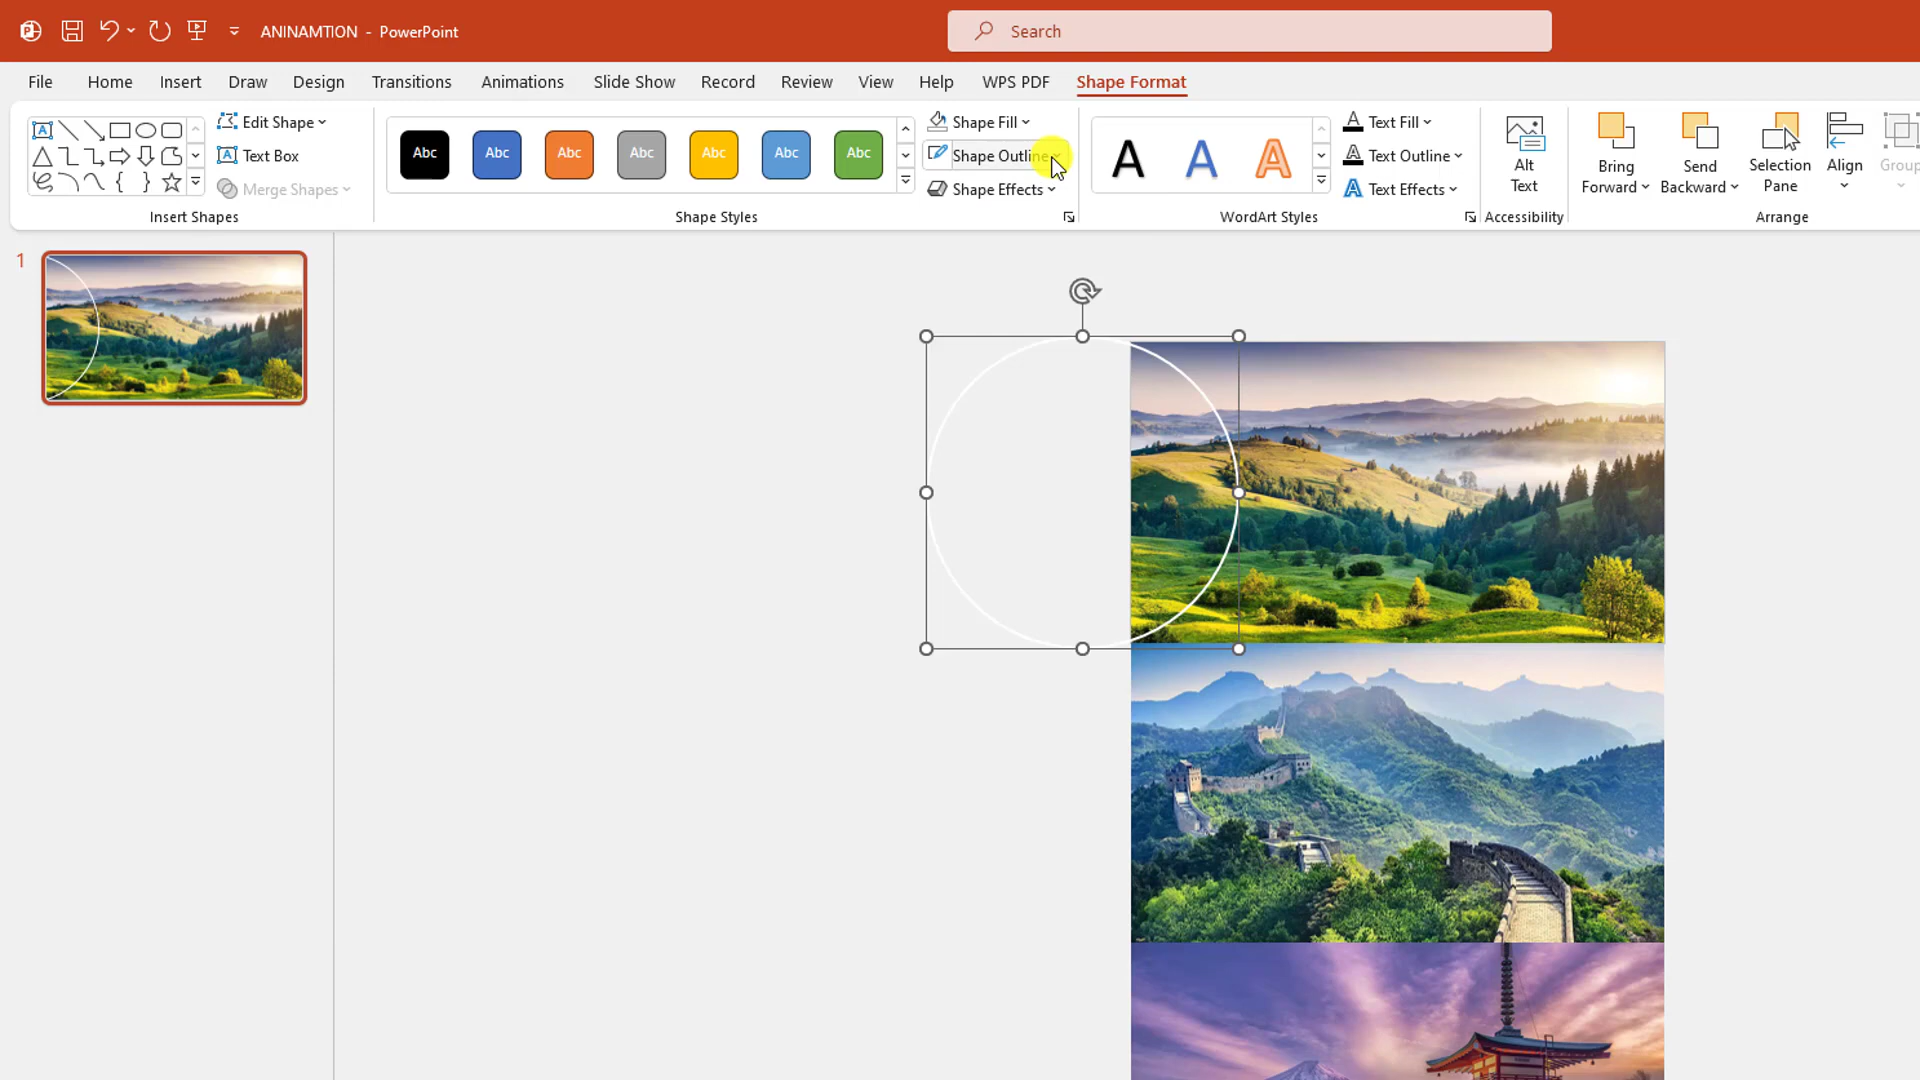 ANINAMTION - PowerPoint
Search
File Home Insert Draw Design Transitions Animations Slide Show Record Review View Help WPS PDF Shape Format
Edit Shape
Text Box
Merge Shapes
Insert Shapes
Abc Abc Abc Abc Abc Abc Abc
Shape Styles
Shape Fill
Shape Outline
Shape Effects
A A A
WordArt Styles
Text Fill
Text Outline
Text Effects
Alt
Text
Accessibility
Bring
Forward
Send
Backward
Selection
Pane
Align
Group
Arrange
1